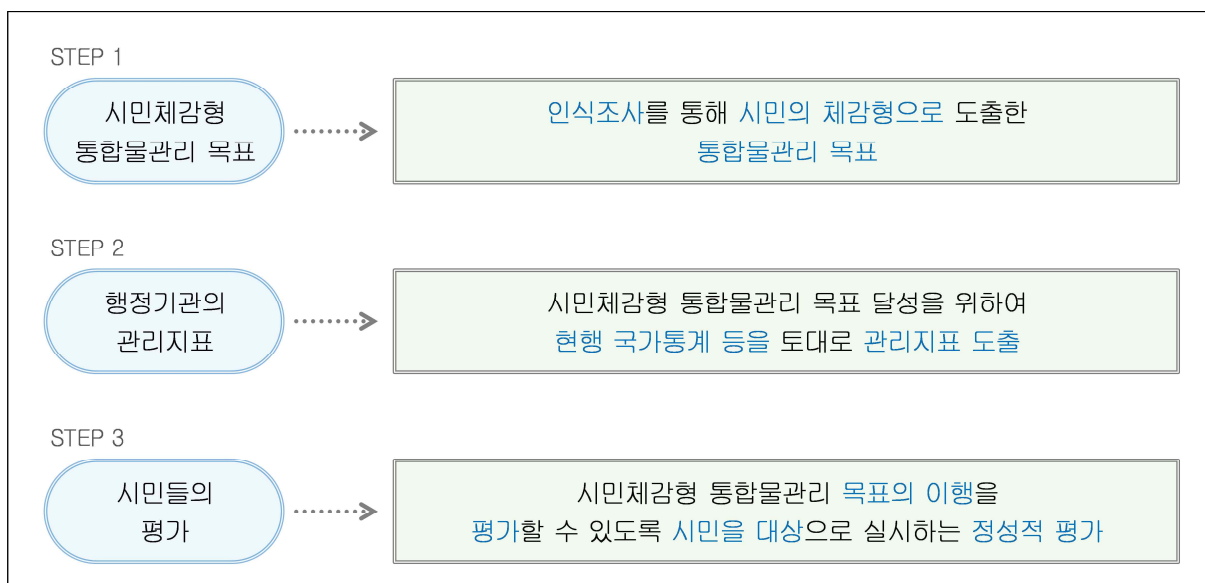 STEP 1
시민체감형
통합물관리 목표
인식조사를 통해 시민의 체감형으로 도출한
통합물관리 목표
STEP 2
행정기관의
관리지표
시민체감형 통합물관리 목표 달성을 위하여
현행 국가통계 등을 토대로 관리지표 도출
STEP 3
시민들의
평가
시민체감형 통합물관리 목표의 이행을
평가할 수 있도록 시민을 대상으로 실시하는 정성적 평가